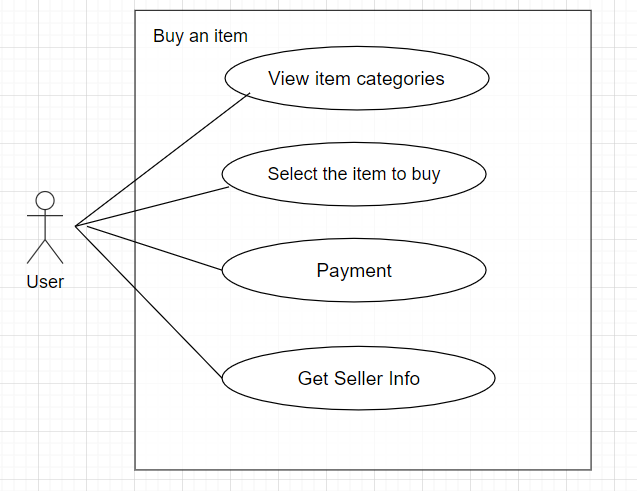 Buy an item
View item categories
Select the item to buy
Payment
User
Get Seller Info